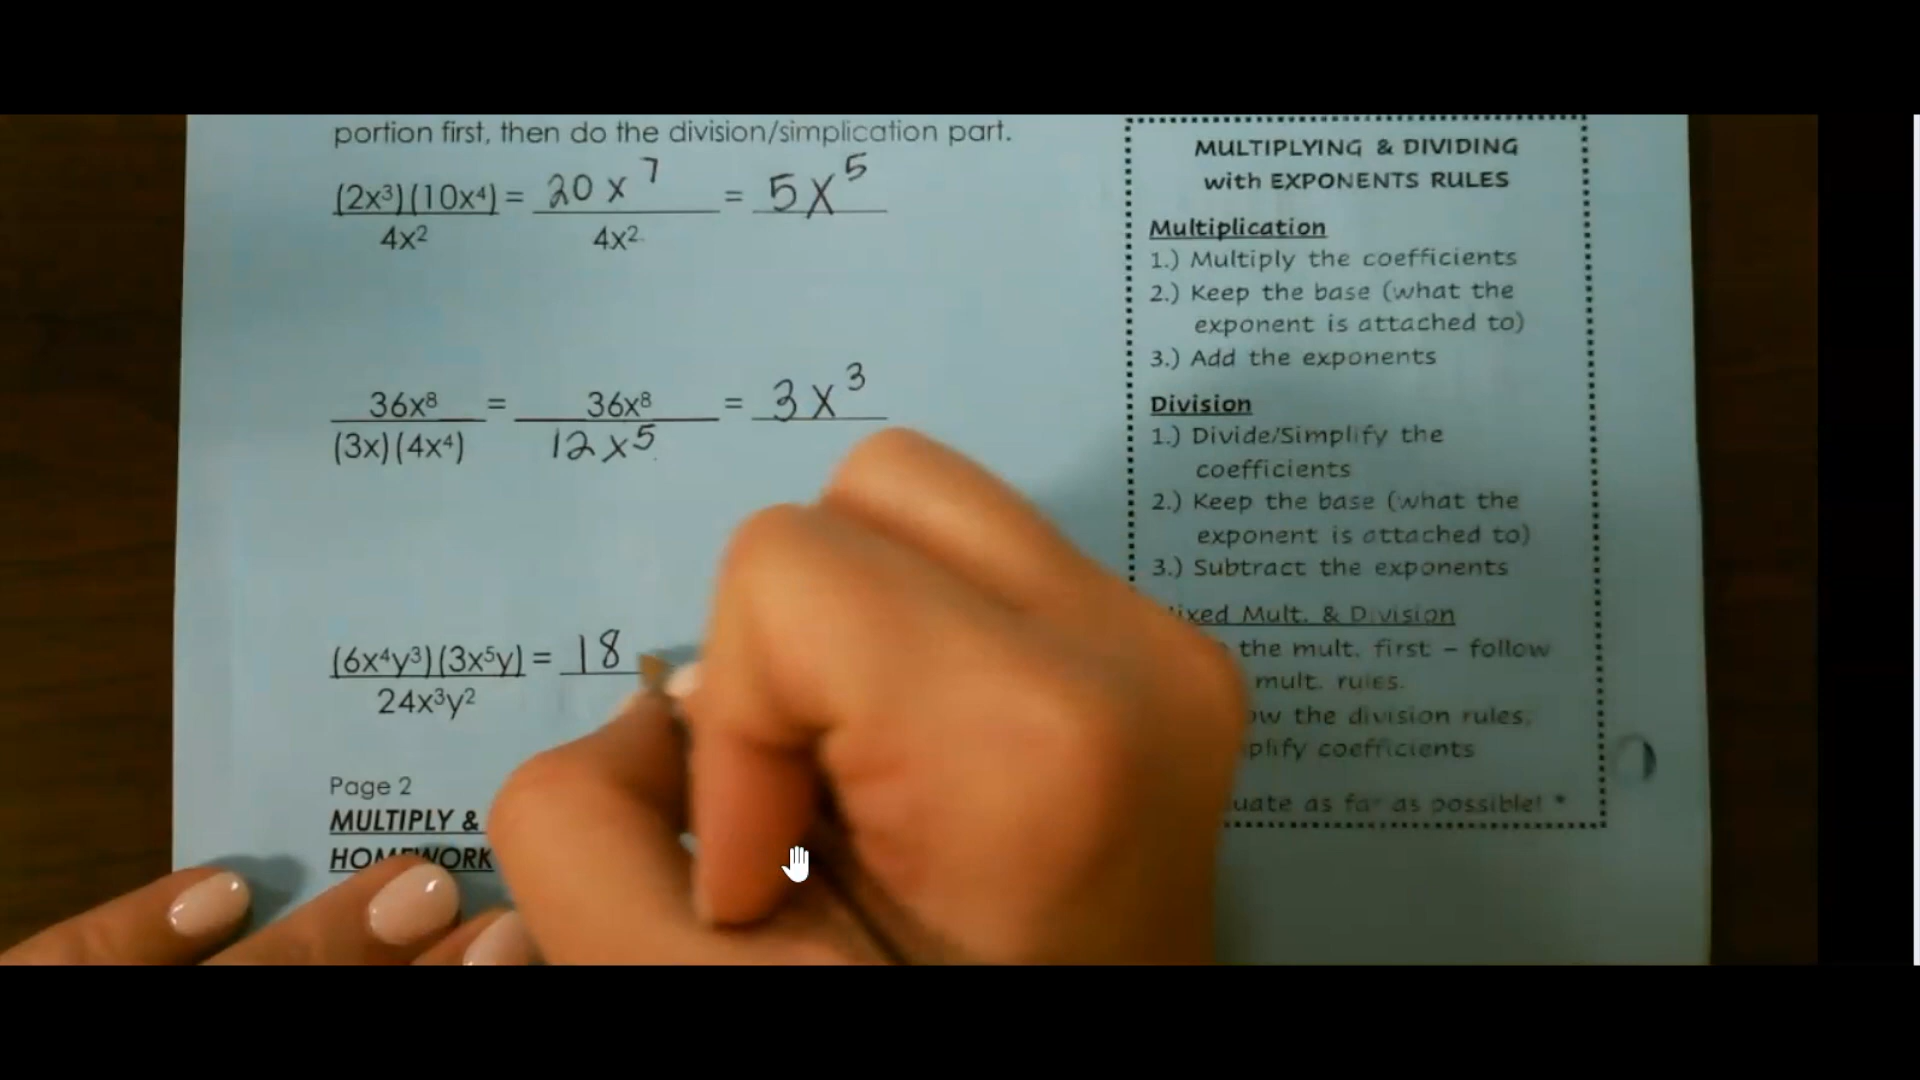 portion first, then do the division/simplication part.
(2x³)(10x⁴) = 20x⁷ = 5x⁵
4x² 4x²
36x⁸ = 36x⁸ = 3x³
(3x)(4x⁴) 12x⁵
(6x⁴y³)(3x⁵y) = 18
24x³y²
Page 2
MULTIPLY &
HOMEWORK
MULTIPLYING & DIVIDING
with EXPONENTS RULES
Multiplication
1.) Multiply the coefficients
2.) Keep the base (what the
exponent is attached to)
3.) Add the exponents
Division
1.) Divide/Simplify the
coefficients
2.) Keep the base (what the
exponent is attached to)
3.) Subtract the exponents
Mult. & Division
the mult. first – follow
mult. rules.
the division rules,
coefficients
as far as possible! *